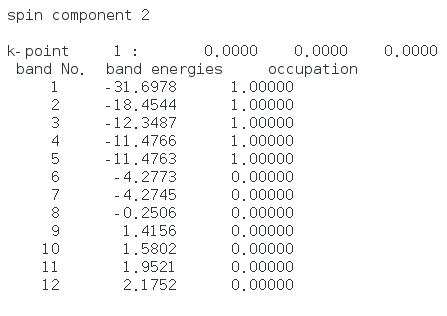 spin component 2
k-point 1 : 0.0000 0.0000 0.0000
band No. band energies occupation
1 -31.6978 1.00000
2 -18.4544 1.00000
3 -12.3487 1.00000
4 -11.4766 1.00000
5 -11.4763 1.00000
6 -4.2773 0.00000
7 -4.2745 0.00000
8 -0.2506 0.00000
9 1.4156 0.00000
10 1.5802 0.00000
11 1.9521 0.00000
12 2.1752 0.00000